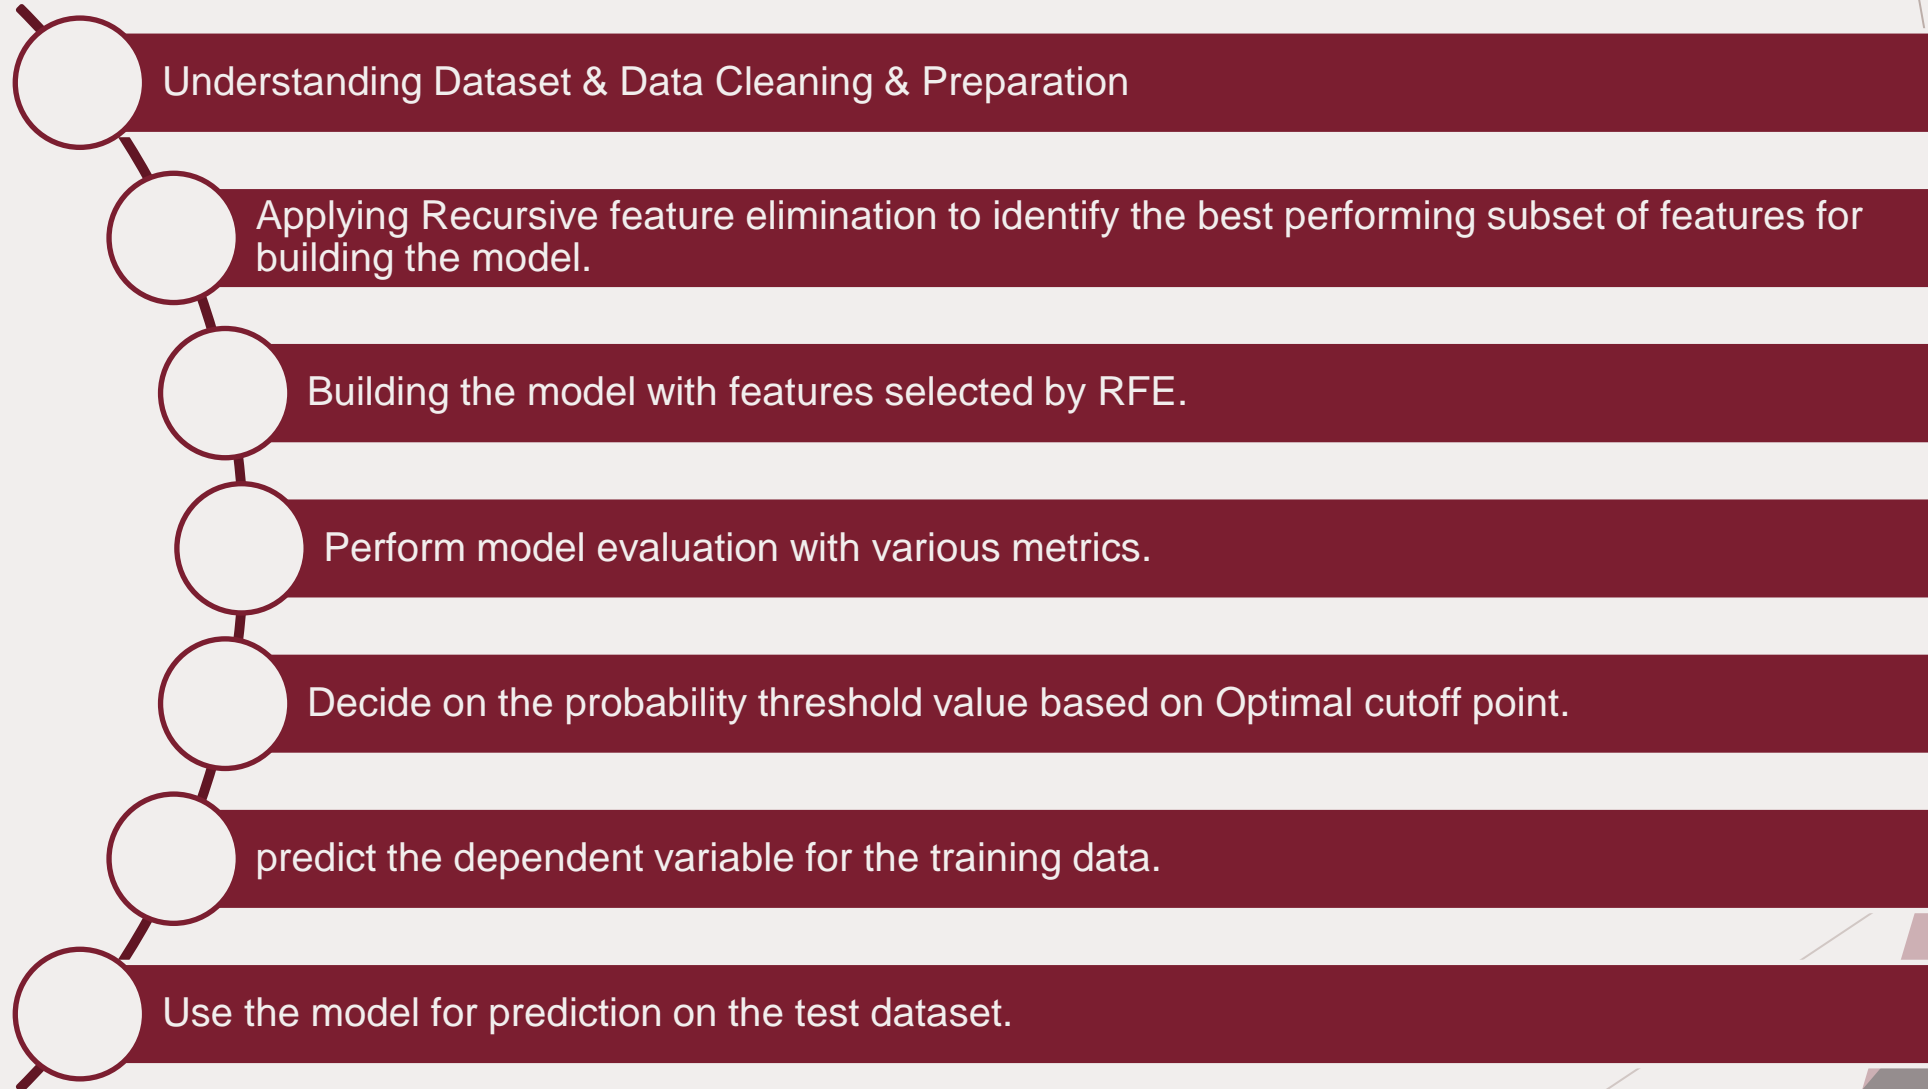 Understanding Dataset & Data Cleaning & Preparation
Applying Recursive feature elimination to identify the best performing subset of features for
building the model.
Building the model with features selected by RFE.
Perform model evaluation with various metrics.
Decide on the probability threshold value based on Optimal cutoff point.
predict the dependent variable for the training data.
Use the model for prediction on the test dataset.